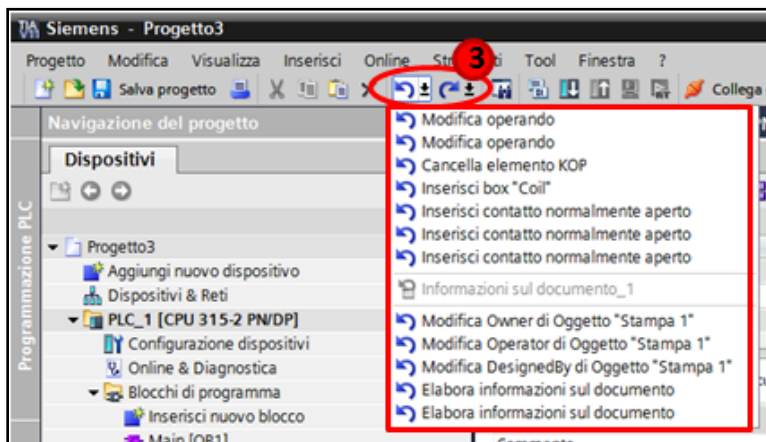 Siemens - Progetto3
Progetto Modifica Visualizza Inserisci Online Tool Finestra ?
3
Salva progetto Collega
Navigazione del progetto
Dispositivi
Programmazione PLC
Progetto3
Aggiungi nuovo dispositivo
Dispositivi & Reti
PLC_1 [CPU 315-2 PN/DP]
Configurazione dispositivi
Online & Diagnostica
Blocchi di programma
Inserisci nuovo blocco
Main [OB1]
Modifica operando
Modifica operando
Cancella elemento KOP
Inserisci box "Coil"
Inserisci contatto normalmente aperto
Inserisci contatto normalmente aperto
Inserisci contatto normalmente aperto
Informazioni sul documento_1
Modifica Owner di Oggetto "Stampa 1"
Modifica Operator di Oggetto "Stampa 1"
Modifica DesignedBy di Oggetto "Stampa 1"
Elabora informazioni sul documento
Elabora informazioni sul documento
Commento